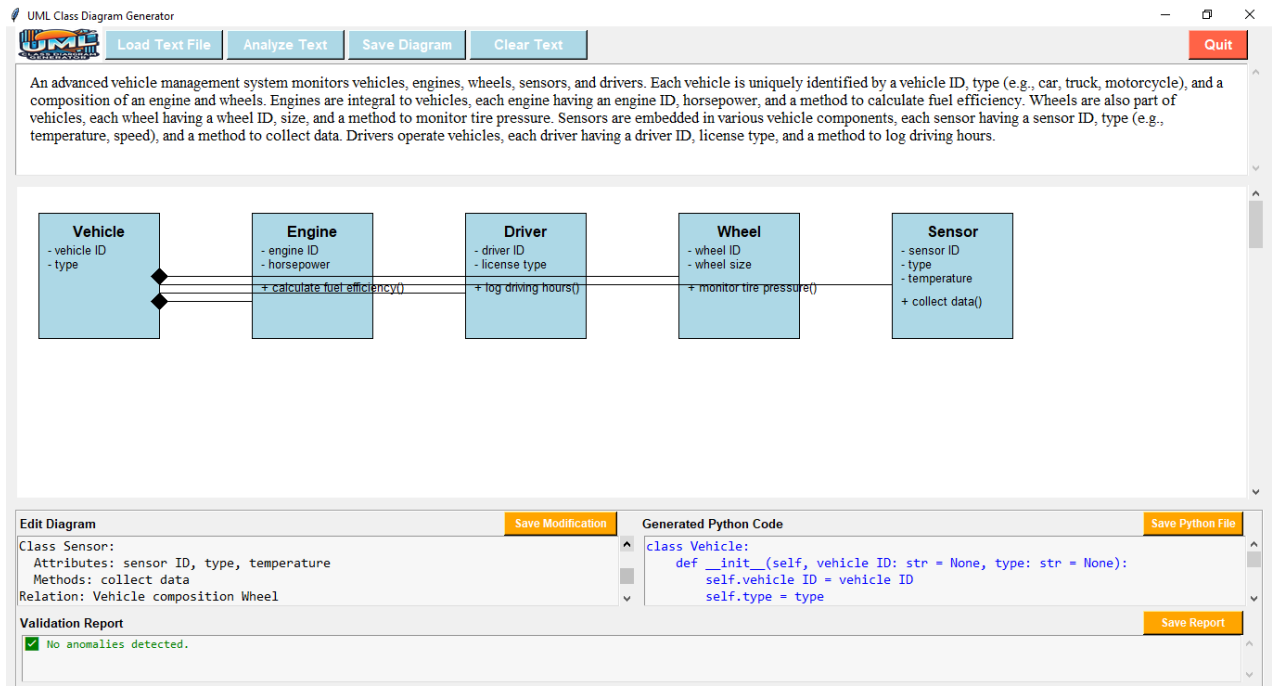 UML Class Diagram Generator
UML
CLASS DIAGRAM
GENERATOR
Load Text File
Analyze Text
Save Diagram
Clear Text
Quit
An advanced vehicle management system monitors vehicles, engines, wheels, sensors, and drivers. Each vehicle is uniquely identified by a vehicle ID, type (e.g., car, truck, motorcycle), and a
composition of an engine and wheels. Engines are integral to vehicles, each engine having an engine ID, horsepower, and a method to calculate fuel efficiency. Wheels are also part of
vehicles, each wheel having a wheel ID, size, and a method to monitor tire pressure. Sensors are embedded in various vehicle components, each sensor having a sensor ID, type (e.g.,
temperature, speed), and a method to collect data. Drivers operate vehicles, each driver having a driver ID, license type, and a method to log driving hours.
Vehicle
- vehicle ID
- type
Engine
- engine ID
- horsepower
+ calculate fuel efficiency()
Driver
- driver ID
- license type
+ log driving hours()
Wheel
- wheel ID
- wheel size
+ monitor tire pressure()
Sensor
- sensor ID
- type
- temperature
+ collect data()
Edit Diagram
Save Modification
Class Sensor:
Attributes: sensor ID, type, temperature
Methods: collect data
Relation: Vehicle composition Wheel
Generated Python Code
Save Python File
class Vehicle:
def __init__(self, vehicle ID: str = None, type: str = None):
self.vehicle ID = vehicle ID
self.type = type
Validation Report
Save Report
No anomalies detected.